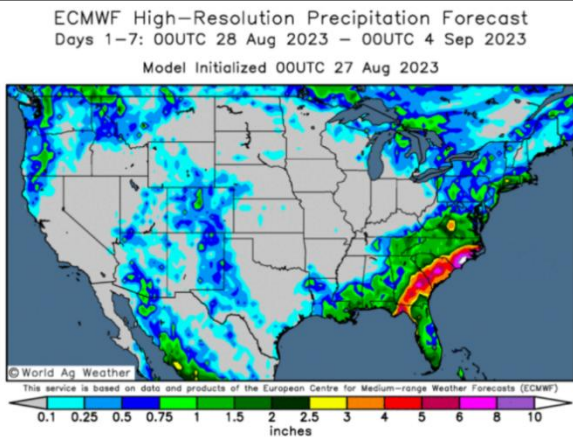 ECMWF High-Resolution Precipitation Forecast
Days 1-7: 00UTC 28 Aug 2023 - 00UTC 4 Sep 2023
Model Initialized 00UTC 27 Aug 2023
© World Ag Weather
This service is based on data and products of the European Centre for Medium-range Weather Forecasts (ECMWF)
0.1 0.25 0.5 0.75 1 1.5 2 2.5 3 4 5 6 8 10
inches